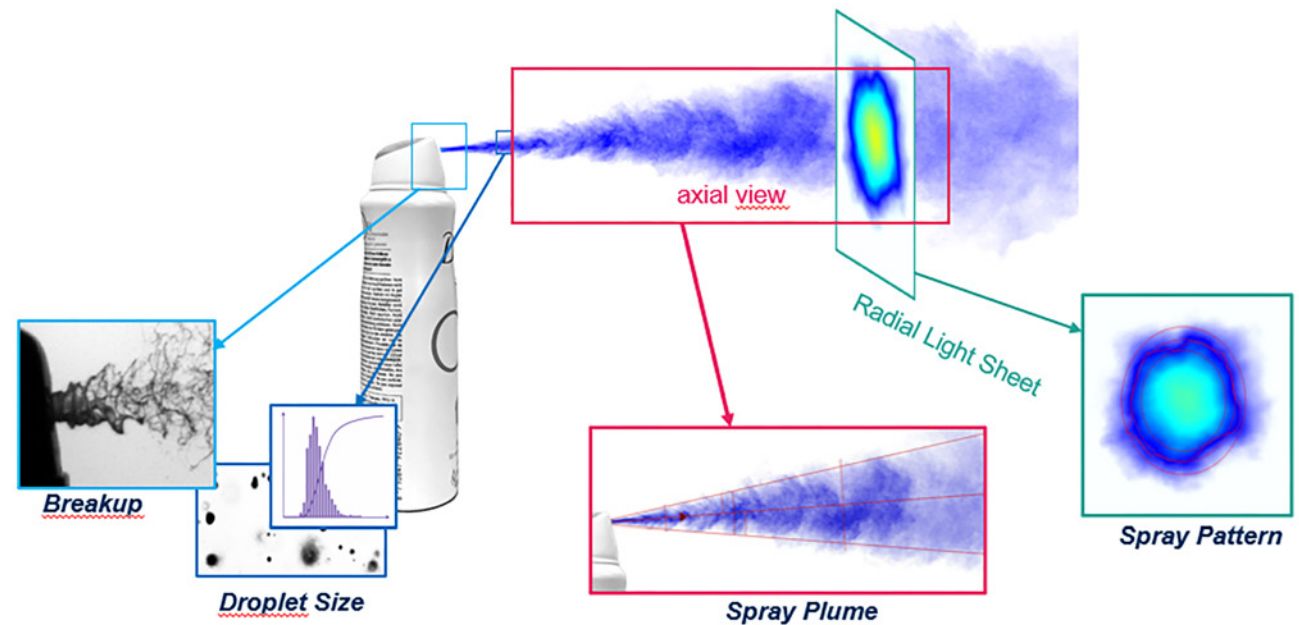 axial view
Radial Light Sheet
Breakup
Droplet Size
Spray Plume
Spray Pattern